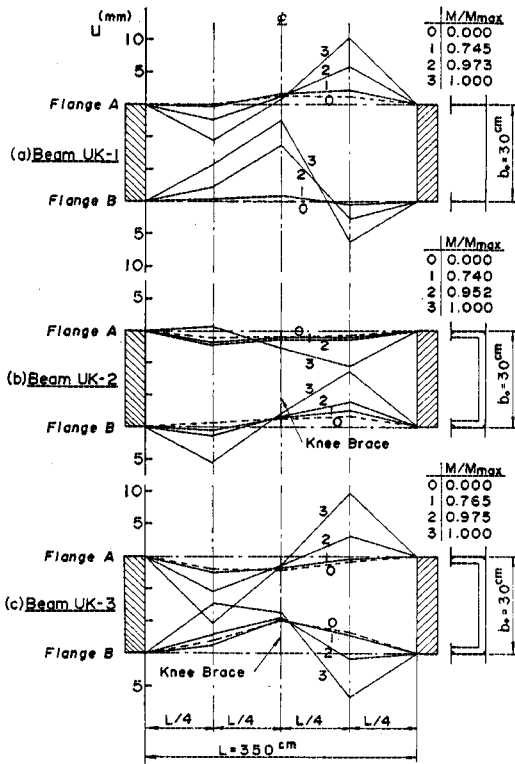 U (mm)
10
5
℄
3
2
1
0
M/Mmax
0 0.000
1 0.745
2 0.973
3 1.000
Flange A
(a) Beam UK-1
b₀=30cm
3
2
1
0
Flange B
5
10
M/Mmax
0 0.000
1 0.740
2 0.952
3 1.000
5
Flange A
0
1
2
3
(b) Beam UK-2
b₀=30cm
3
2
1
0
Knee Brace
Flange B
5
M/Mmax
0 0.000
1 0.765
2 0.975
3 1.000
10
5
3
2
1
0
Flange A
(c) Beam UK-3
b₀=30cm
0
1
2
3
Flange B
Knee Brace
5
L/4 L/4 L/4 L/4
L=350cm